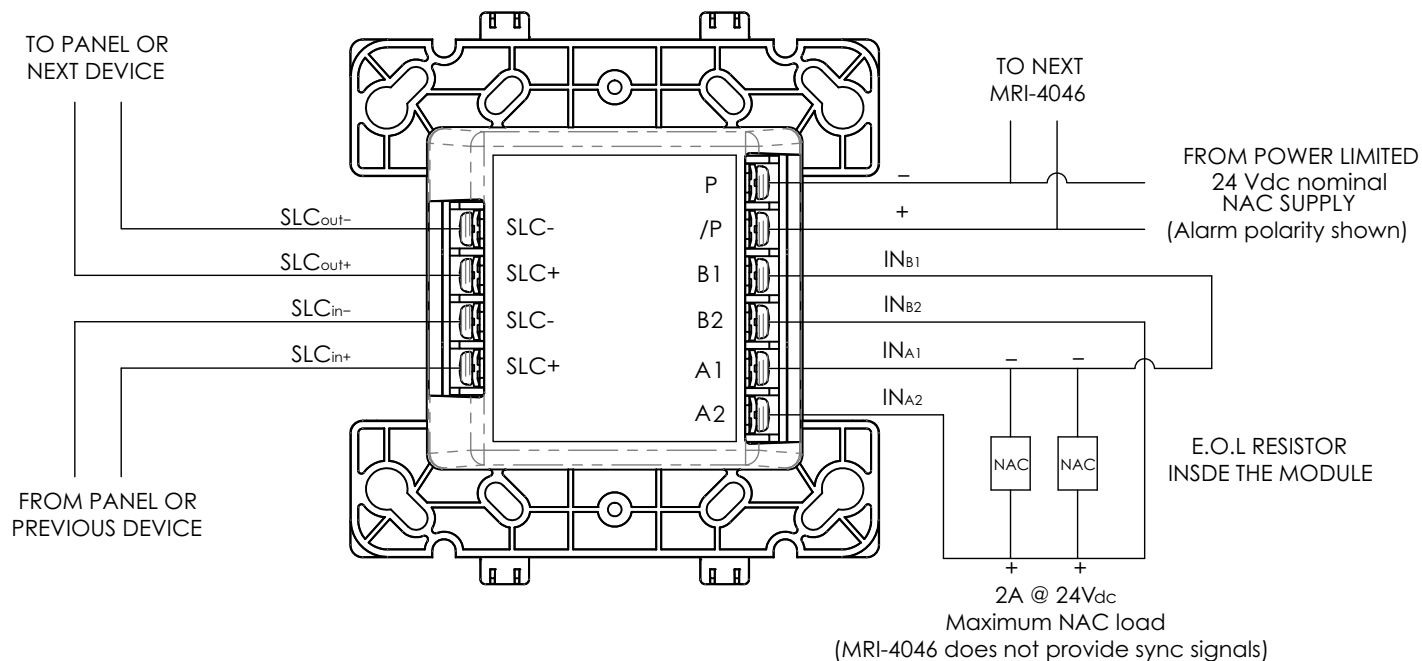 TO PANEL OR
NEXT DEVICE
SLCout−
SLCout+
SLCin−
SLCin+
FROM PANEL OR
PREVIOUS DEVICE
SLC-
SLC+
SLC-
SLC+
P
/P
B1
B2
A1
A2
TO NEXT
MRI-4046
−
+
FROM POWER LIMITED
24 Vdc nominal
NAC SUPPLY
(Alarm polarity shown)
INB1
INB2
INA1
INA2
− −
NAC NAC
+ +
E.O.L RESISTOR
INSDE THE MODULE
2A @ 24Vdc
Maximum NAC load
(MRI-4046 does not provide sync signals)